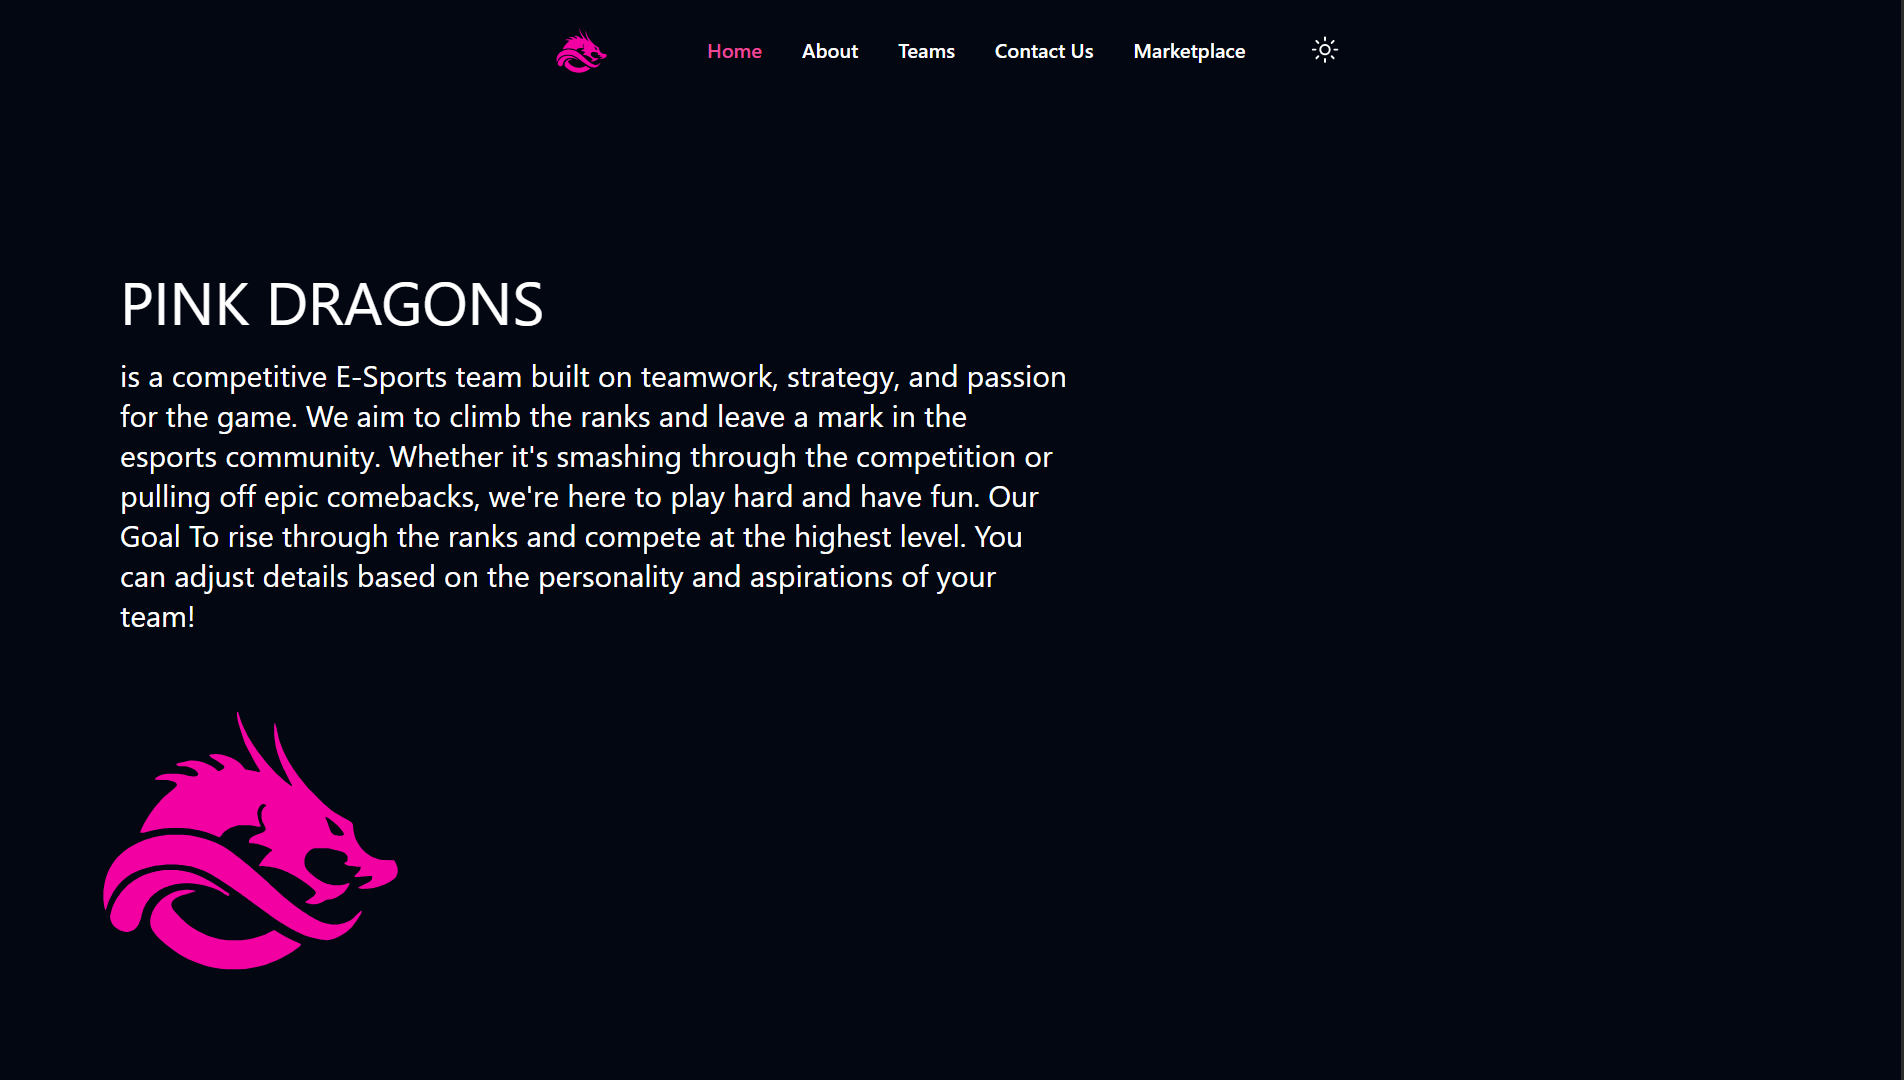 Home About Teams Contact Us Marketplace
PINK DRAGONS
is a competitive E-Sports team built on teamwork, strategy, and passion
for the game. We aim to climb the ranks and leave a mark in the
esports community. Whether it's smashing through the competition or
pulling off epic comebacks, we're here to play hard and have fun. Our
Goal To rise through the ranks and compete at the highest level. You
can adjust details based on the personality and aspirations of your
team!